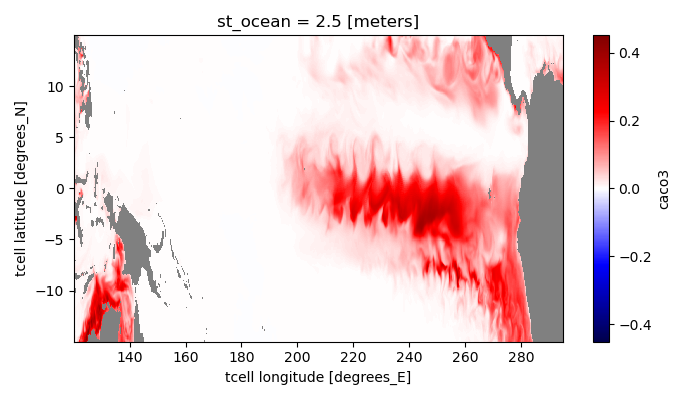 st_ocean = 2.5 [meters]
10
5
0
−5
−10
tcell latitude [degrees_N]
140 160 180 200 220 240 260 280
tcell longitude [degrees_E]
0.4
0.2
0.0
−0.2
−0.4
caco3